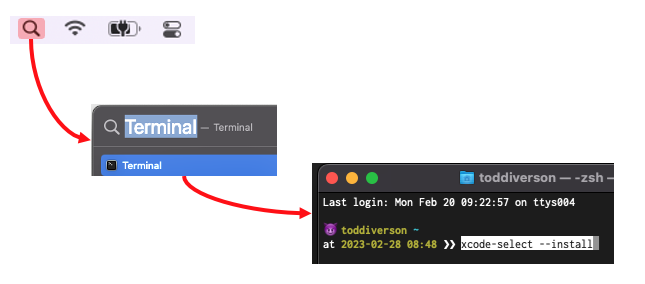 Terminal — Terminal
Terminal
toddiverson — -zsh —
Last login: Mon Feb 20 09:22:57 on ttys004
toddiverson ~
at 2023-02-28 08:48 ❯❯ xcode-select --install